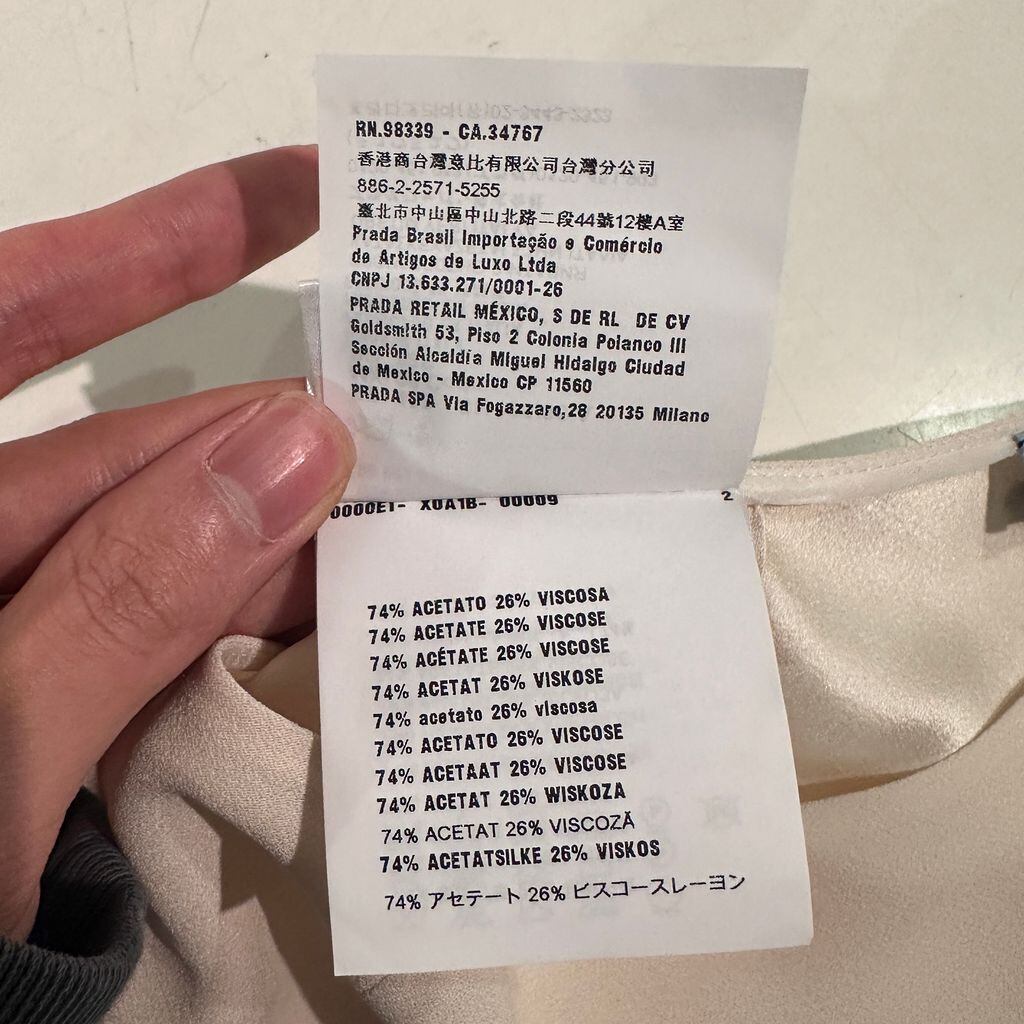 RN.98339 - CA.34767
香港商台灣意比有限公司台灣分公司
886-2-2571-5255
臺北市中山區中山北路二段44號12樓A室
Prada Brasil Importação e Comércio
de Artigos de Luxo Ltda
CNPJ 13.633.271/0001-26
PRADA RETAIL MÉXICO, S DE RL DE CV
Goldsmith 53, Piso 2 Colonia Polanco III
Sección Alcaldía Miguel Hidalgo Ciudad
de Mexico - Mexico CP 11560
PRADA SPA Via Fogazzaro,28 20135 Milano
0000E1- X0A1B- 00009 2
74% ACETATO 26% VISCOSA
74% ACETATE 26% VISCOSE
74% ACÉTATE 26% VISCOSE
74% ACETAT 26% VISKOSE
74% acetato 26% viscosa
74% ACETATO 26% VISCOSE
74% ACETAAT 26% VISCOSE
74% ACETAT 26% WISKOZA
74% ACETAT 26% VISCOZĂ
74% ACETATSILKE 26% VISKOS
74% アセテート 26% ビスコースレーヨン